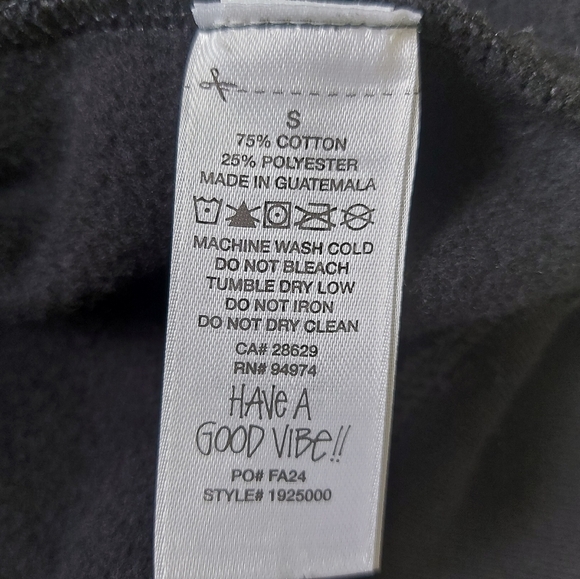 S
75% COTTON
25% POLYESTER
MADE IN GUATEMALA
MACHINE WASH COLD
DO NOT BLEACH
TUMBLE DRY LOW
DO NOT IRON
DO NOT DRY CLEAN
CA# 28629
RN# 94974
HAVe A
GOOD VIBe!!
PO# FA24
STYLE# 1925000